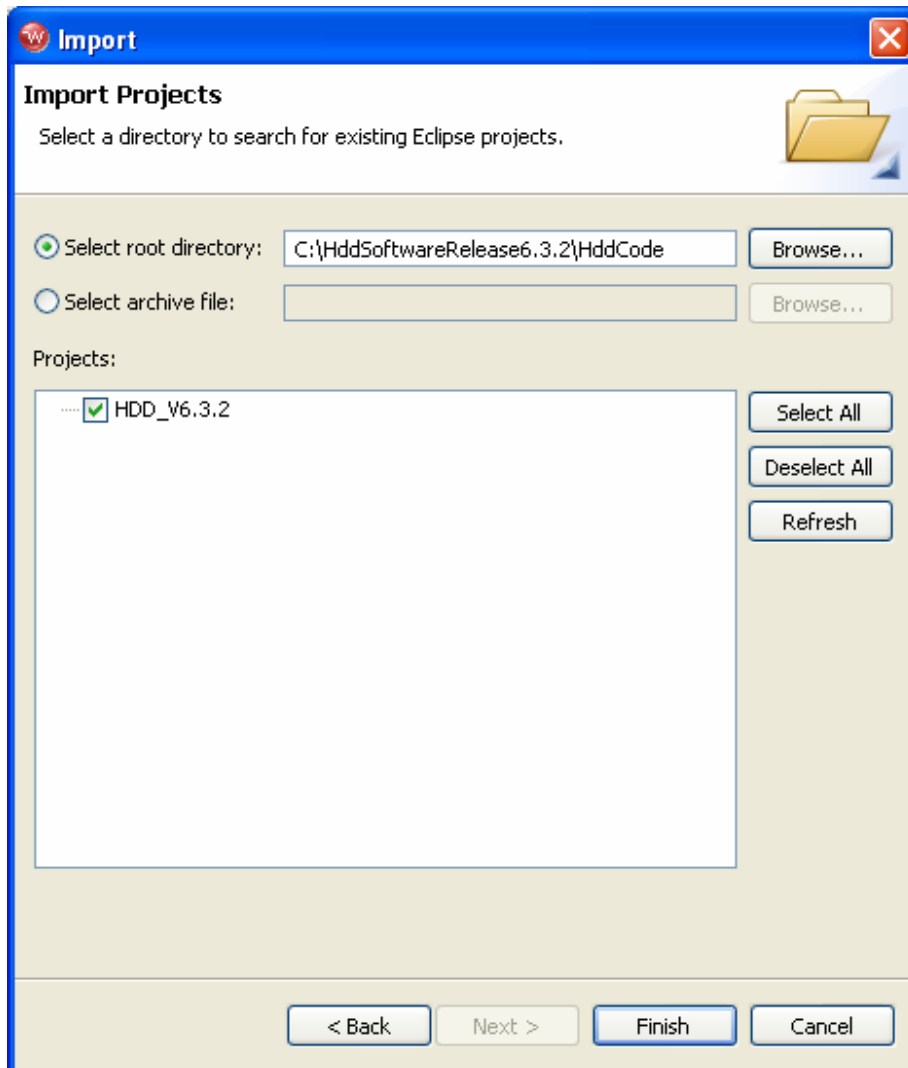 Import
Import Projects
Select a directory to search for existing Eclipse projects.
Select root directory: C:\HddSoftwareRelease6.3.2\HddCode Browse...
Select archive file: Browse...
Projects:
HDD_V6.3.2
Select All
Deselect All
Refresh
< Back Next > Finish Cancel